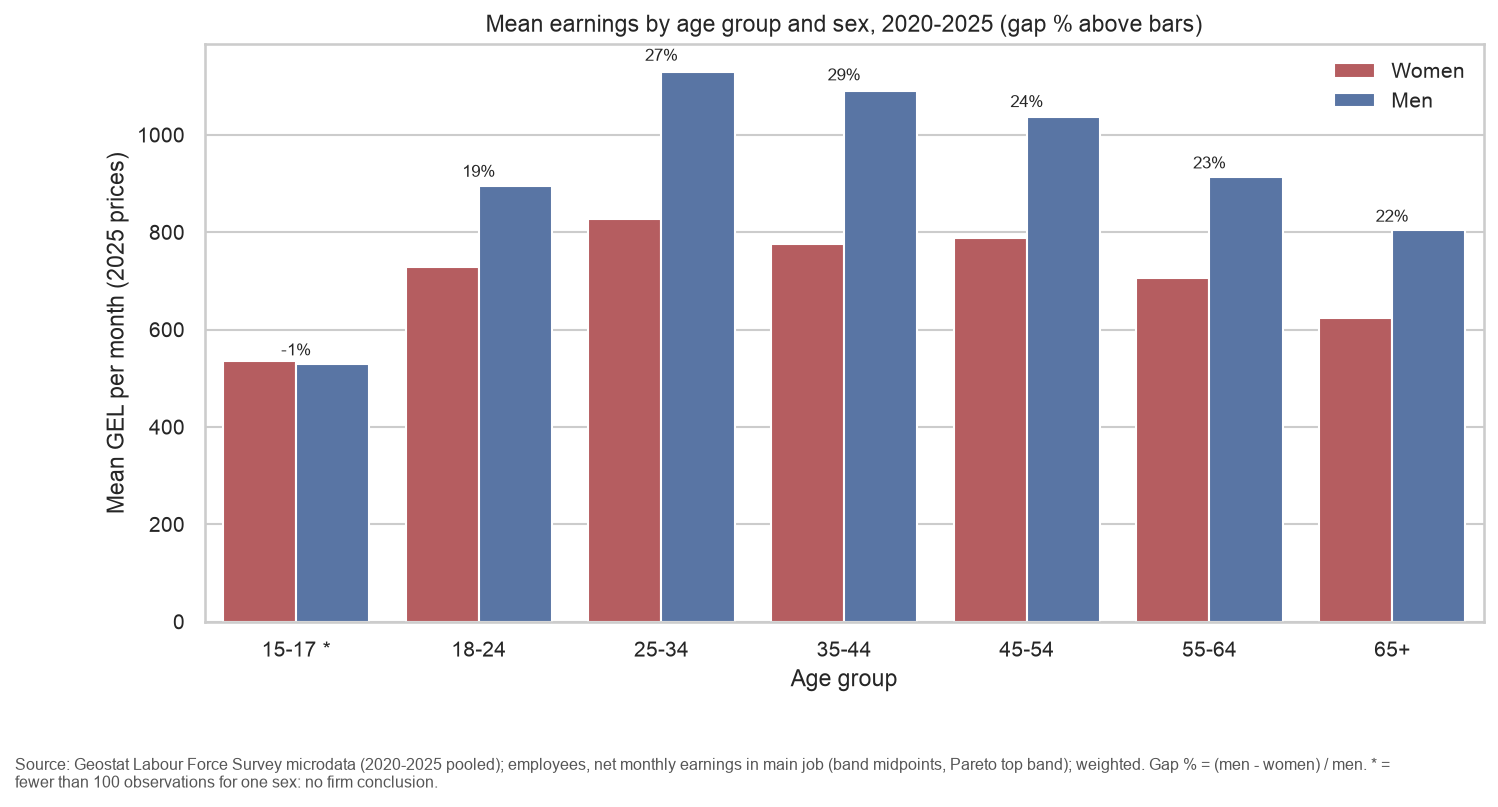 Mean earnings by age group and sex, 2020-2025 (gap % above bars)
Women
Men
Mean GEL per month (2025 prices)
1000
800
600
400
200
0
-1%
19%
27%
29%
24%
23%
22%
15-17 *
18-24
25-34
35-44
45-54
55-64
65+
Age group
Source: Geostat Labour Force Survey microdata (2020-2025 pooled); employees, net monthly earnings in main job (band midpoints, Pareto top band); weighted. Gap % = (men - women) / men. * =
fewer than 100 observations for one sex: no firm conclusion.